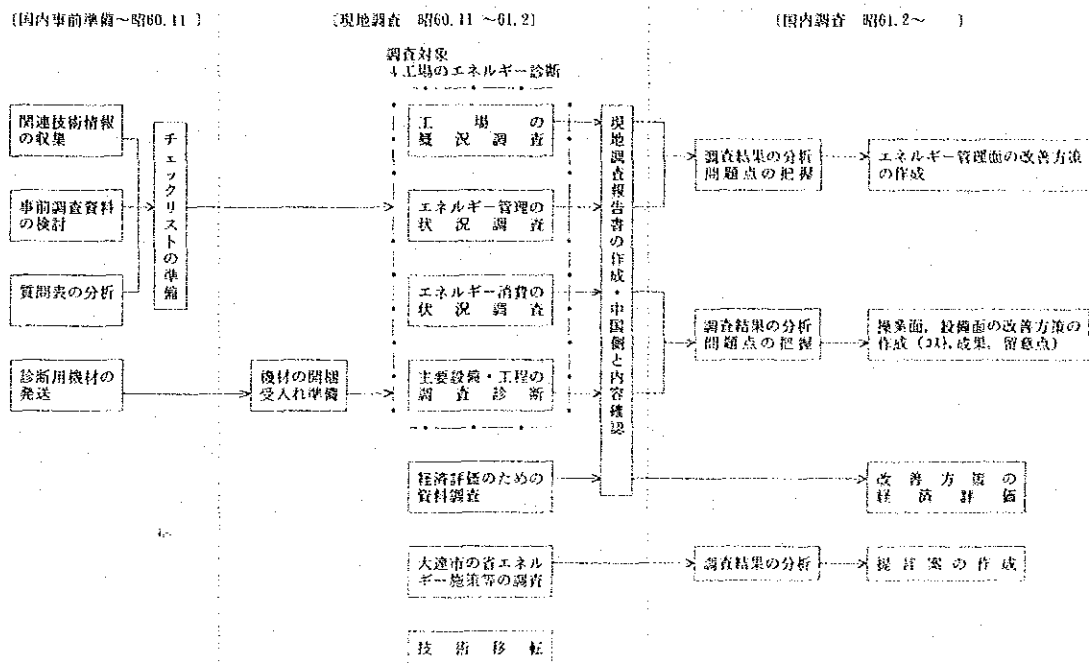 [国内事前準備~昭60.11]
[現地調査 昭60.11 ~61.2]
[国内調査 昭61.2~ ]
調査対象
工場のエネルギー診断
関連技術情報
の収集
事前調査資料
の検討
質問表の分析
診断用機材の
発送
チェックリストの準備
機材の開梱
受入れ準備
工場の
概況調査
エネルギー管理の
状況調査
エネルギー消費の
状況調査
主要設備・工程の
調査診断
経済評価のための
資料調査
大連市の省エネル
ギー施策等の調査
技術移転
現地調査報告書の作成・中国側と内容確認
調査結果の分析
問題点の把握
調査結果の分析
問題点の把握
調査結果の分析
エネルギー管理面の改善方策
の作成
操業面,設備面の改善方策の
作成(コスト,成果,留意点)
改善方策の
経済評価
提言案の作成